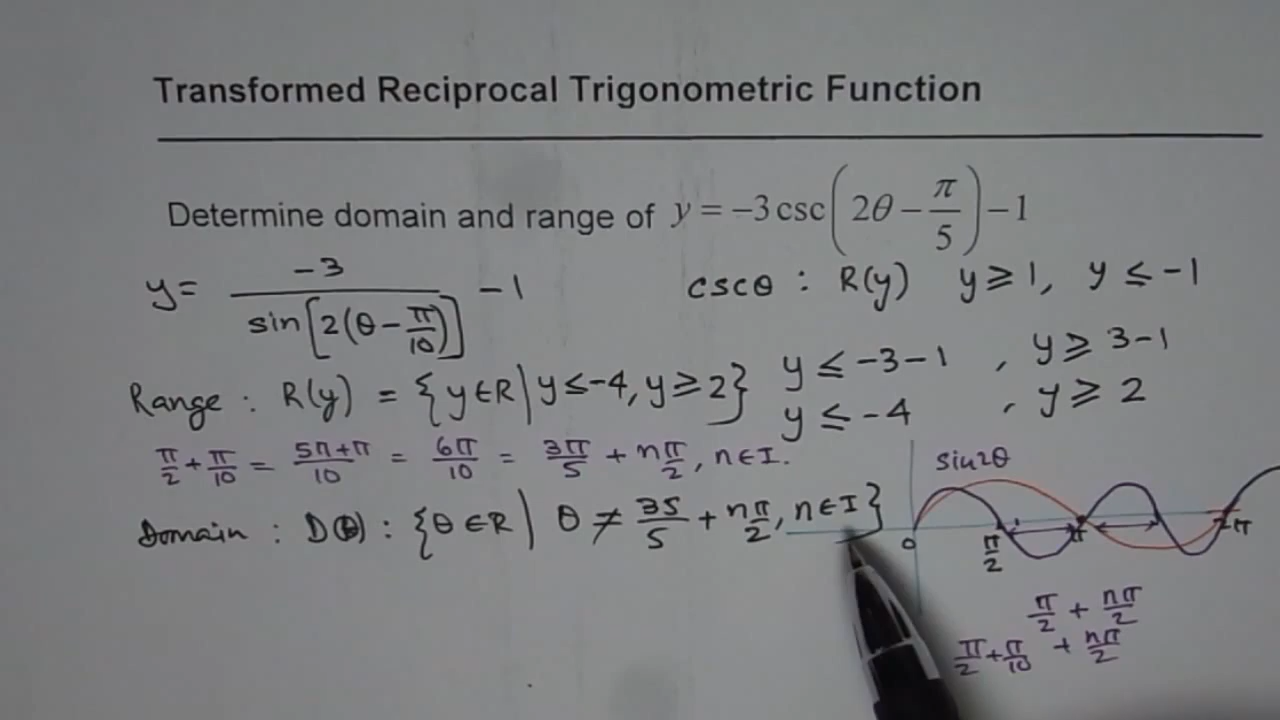 Transformed Reciprocal Trigonometric Function
Determine domain and range of y = −3 csc(2θ − π/5) − 1
y = -3 / sin[2(θ - π/10)] - 1
cscθ : R(y) y ≥ 1, y ≤ -1
y ≤ -3-1 , y ≥ 3-1
Range : R(y) = {y ∈ R | y ≤ -4, y ≥ 2}
y ≤ -4 , y ≥ 2
π/2 + π/10 = 5π+π/10 = 6π/10 = 3π/5 + nπ/2, n ∈ I.
sin2θ
Domain : D(θ) : {θ ∈ R | θ ≠ 35/5 + nπ/2, n ∈ I}
0 π/2 π 2π
π/2 + nπ/2
π/2 + π/10 + nπ/2